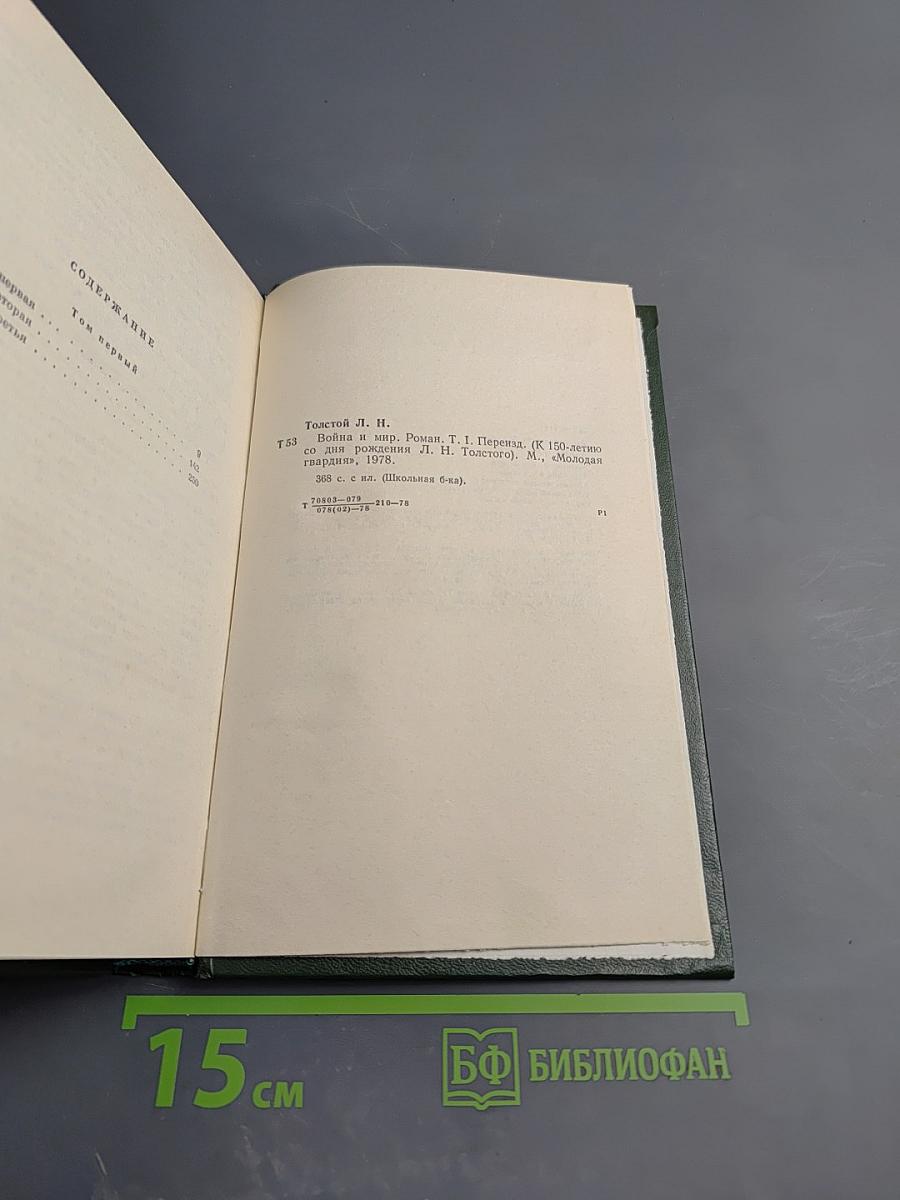 СОДЕРЖАНИЕ
Том первый
первая . . . . . . . . . 9
вторая . . . . . . . . . 142
третья . . . . . . . . . 250
Толстой Л. Н.
Т53 Война и мир. Роман. Т. I. Переизд. (К 150-летию
со дня рождения Л. Н. Толстого). М., «Молодая
гвардия», 1978.
368 с. с ил. (Школьная б-ка).
Т 70803—079
078(02)—78 210—78
Р1
15 см
БФ БИБЛИОФАН